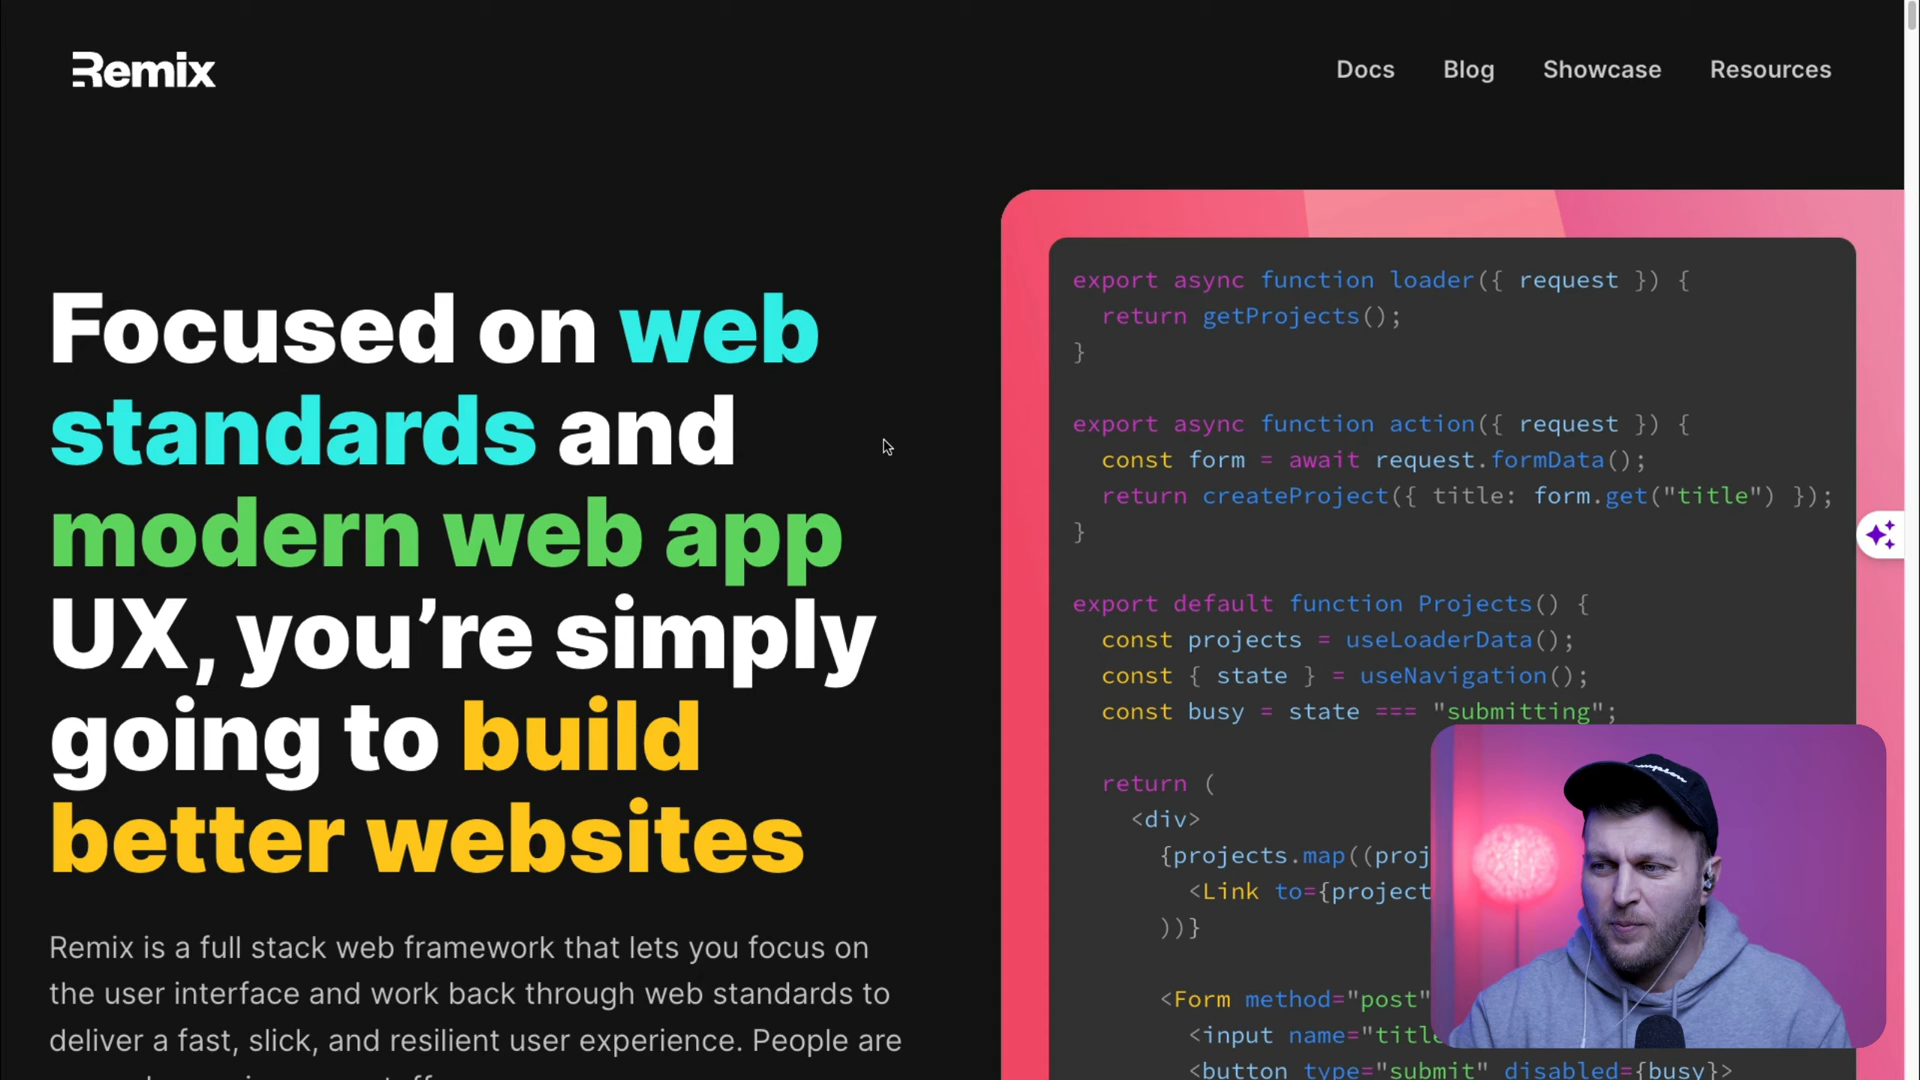 Remix
Docs Blog Showcase Resources
Focused on web
standards and
modern web app
UX, you’re simply
going to build
better websites
Remix is a full stack web framework that lets you focus on
the user interface and work back through web standards to
deliver a fast, slick, and resilient user experience. People are
export async function loader({ request }) {
return getProjects();
}
export async function action({ request }) {
const form = await request.formData();
return createProject({ title: form.get("title") });
}
export default function Projects() {
const projects = useLoaderData();
const { state } = useNavigation();
const busy = state === "submitting";
return (
<div>
{projects.map((proj
<Link to={project
))}
<Form method="post"
<input name="title
<button type="submit" disabled={busy}>